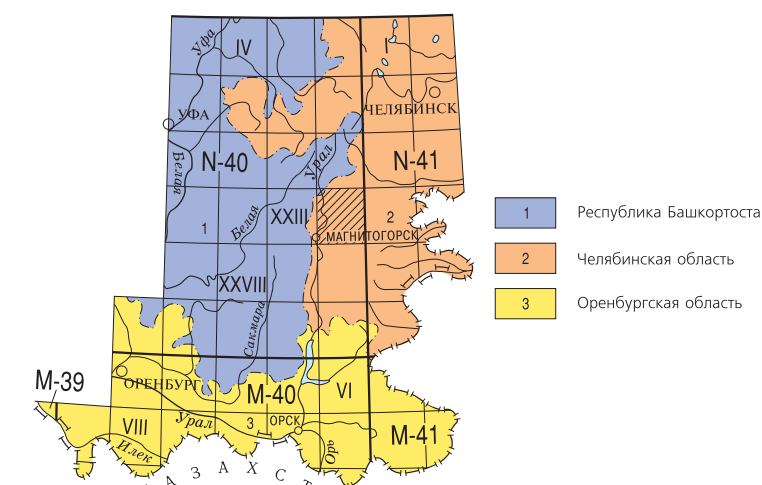 Уфа
IV
I
УФА
ЧЕЛЯБИНСК
Белая
N-40
Урал
N-41
1
Белая
XXIII
2
МАГНИТОГОРСК
XXVIII
Сакмара
1 Республика Башкортоста
2 Челябинская область
3 Оренбургская область
M-39
ОРЕНБУРГ
M-40
VI
I
VIII
Урал
3
ОРСК
M-41
Илек
Орь
А З А Х С Т